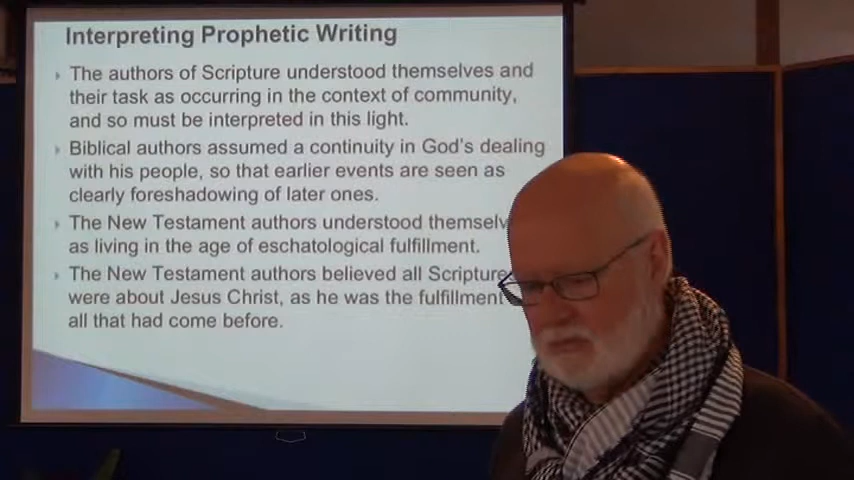 Interpreting Prophetic Writing
The authors of Scripture understood themselves and
their task as occurring in the context of community,
and so must be interpreted in this light.
Biblical authors assumed a continuity in God's dealing
with his people, so that earlier events are seen as
clearly foreshadowing of later ones.
The New Testament authors understood
as living in the age of eschatological fulfillment.
The New Testament authors believed all Scripture
were about Jesus Christ, as he was the fulfillment
all that had come before.